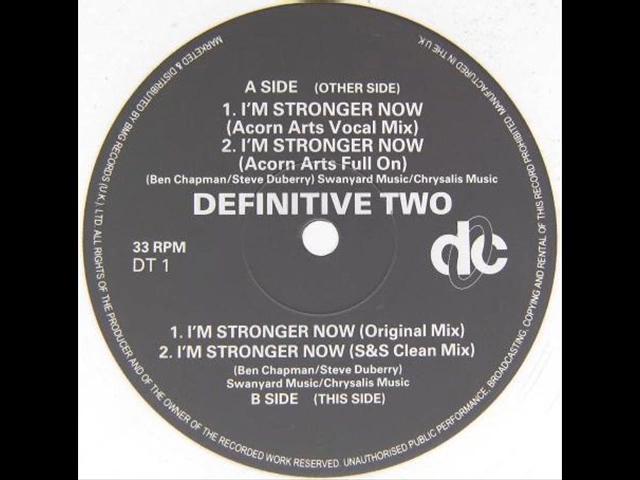 A SIDE (OTHER SIDE)
1. I'M STRONGER NOW
(Acorn Arts Vocal Mix)
2. I'M STRONGER NOW
(Acorn Arts Full On)
(Ben Chapman/Steve Duberry) Swanyard Music/Chrysalis Music
DEFINITIVE TWO
33 RPM
DT 1
dc
1. I'M STRONGER NOW (Original Mix)
2. I'M STRONGER NOW (S&S Clean Mix)
(Ben Chapman/Steve Duberry)
Swanyard Music/Chrysalis Music
B SIDE (THIS SIDE)
MARKETED & DISTRIBUTED BY BMG RECORDS (U.K.) LTD. ALL RIGHTS OF THE PRODUCER AND OF THE OWNER OF THE RECORDED WORK RESERVED. UNAUTHORISED PUBLIC PERFORMANCE, BROADCASTING, COPYING AND RENTAL OF THIS RECORD PROHIBITED. MANUFACTURED IN THE U.K.